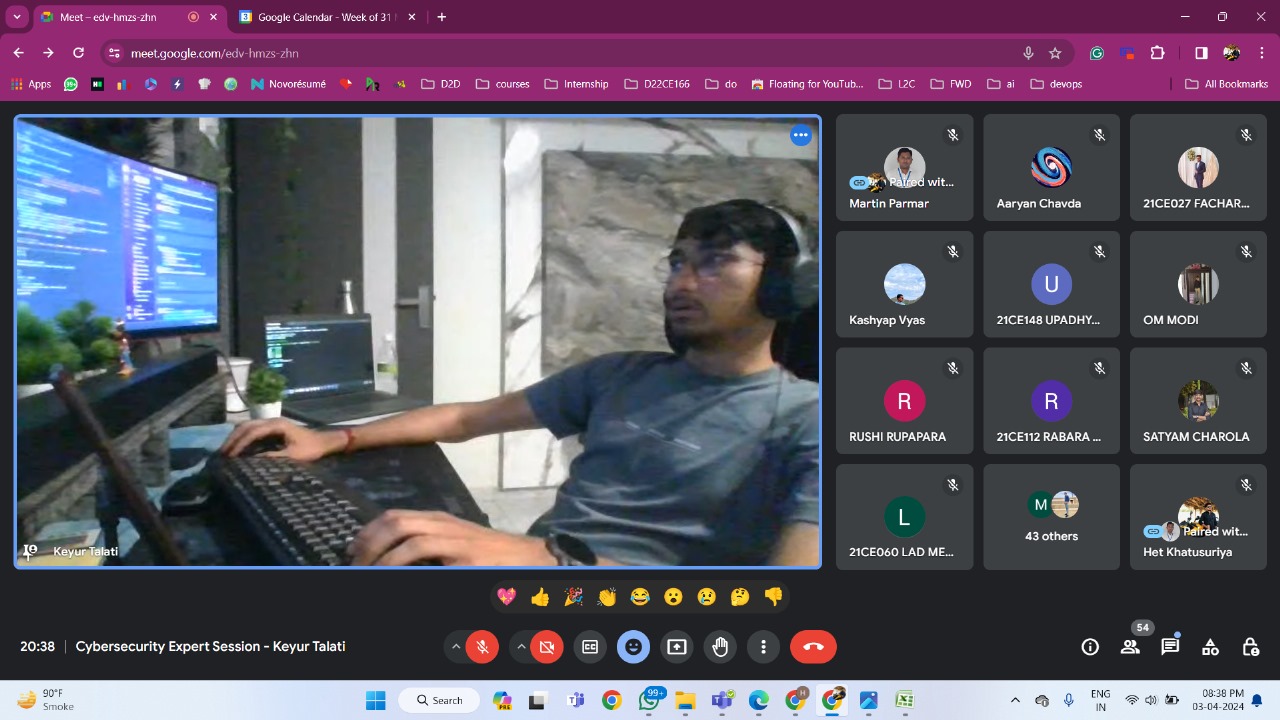 Meet – edv-hmzs-zhn
Google Calendar - Week of 31 M
meet.google.com/edv-hmzs-zhn
Apps
Novorésumé
D2D
courses
Internship
D22CE166
do
Floating for YouTub...
L2C
FWD
ai
devops
All Bookmarks
Keyur Talati
Paired wit...
Martin Parmar
Aaryan Chavda
21CE027 FACHAR...
Kashyap Vyas
U
21CE148 UPADHY...
OM MODI
R
RUSHI RUPAPARA
R
21CE112 RABARA ...
SATYAM CHAROLA
L
21CE060 LAD ME...
M
43 others
Paired wit...
Het Khatusuriya
20:38
Cybersecurity Expert Session - Keyur Talati
54
90°F
Smoke
Search
PRE
99+
H
ENG
IN
08:38 PM
03-04-2024